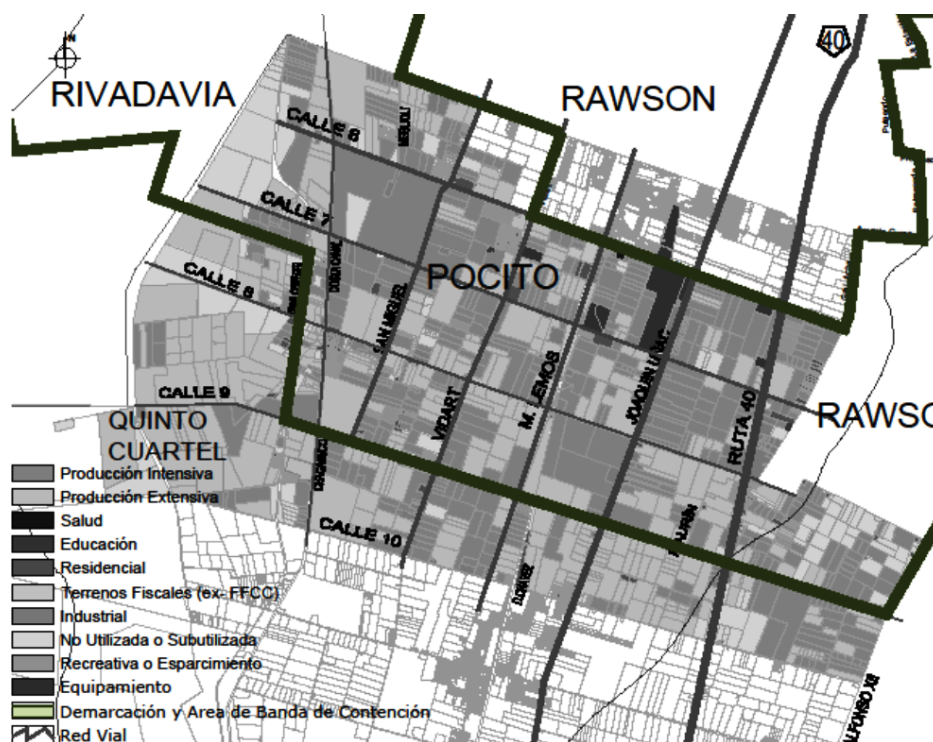 N
40
RIVADAVIA
RAWSON
CALLE 6
CALLE 7
POCITO
CALLE 8
SAN MIGUEL
JOAQUIN UÑAC
M. LEMOS
VIDART
RUTA 40
CALLE 9
RAWSO
QUINTO
CUARTEL
CALLE 10
Producción Intensiva
Producción Extensiva
Salud
Educación
Residencial
Terrenos Fiscales (ex- FFCC)
Industrial
No Utilizada o Subutilizada
Recreativa o Esparcimiento
Equipamiento
Demarcación y Area de Banda de Contención
Red Vial